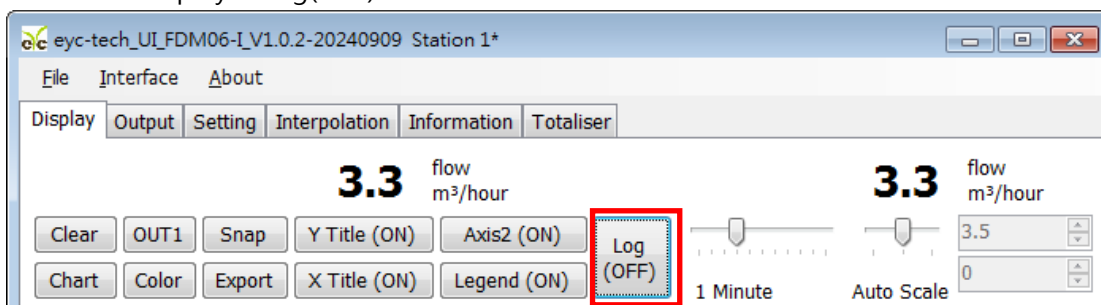 eyc-tech_UI_FDM06-I_V1.0.2-20240909 Station 1*
File Interface About
Display Output Setting Interpolation Information Totaliser
3.3 flow m³/hour 3.3 flow m³/hour
Clear OUT1 Snap Y Title (ON) Axis2 (ON) Log (OFF) 3.5
Chart Color Export X Title (ON) Legend (ON) 1 Minute Auto Scale 0